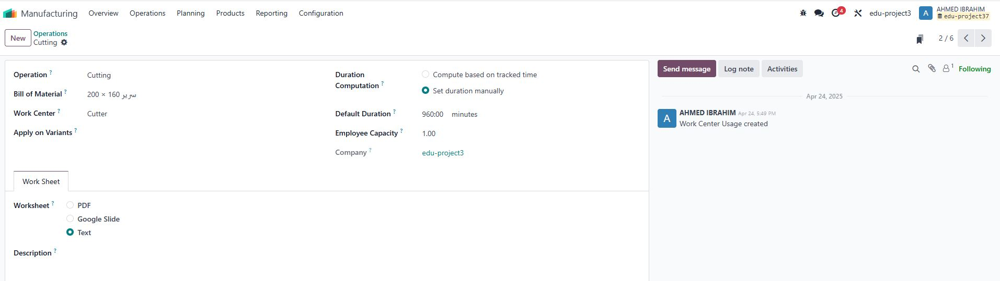 Manufacturing Overview Operations Planning Products Reporting Configuration 4 edu-project3 A AHMED IBRAHIM
edu-project37
New Operations
Cutting
2 / 6
Operation ? Cutting
Bill of Material ? سرير 160 × 200
Work Center ? Cutter
Apply on Variants ?
Duration Computation ? Compute based on tracked time
Set duration manually
Default Duration ? 960:00 minutes
Employee Capacity ? 1.00
Company ? edu-project3
Work Sheet
Worksheet ? PDF
Google Slide
Text
Description ?
Send message Log note Activities 1 Following
Apr 24, 2025
A AHMED IBRAHIM Apr 24, 5:49 PM
Work Center Usage created